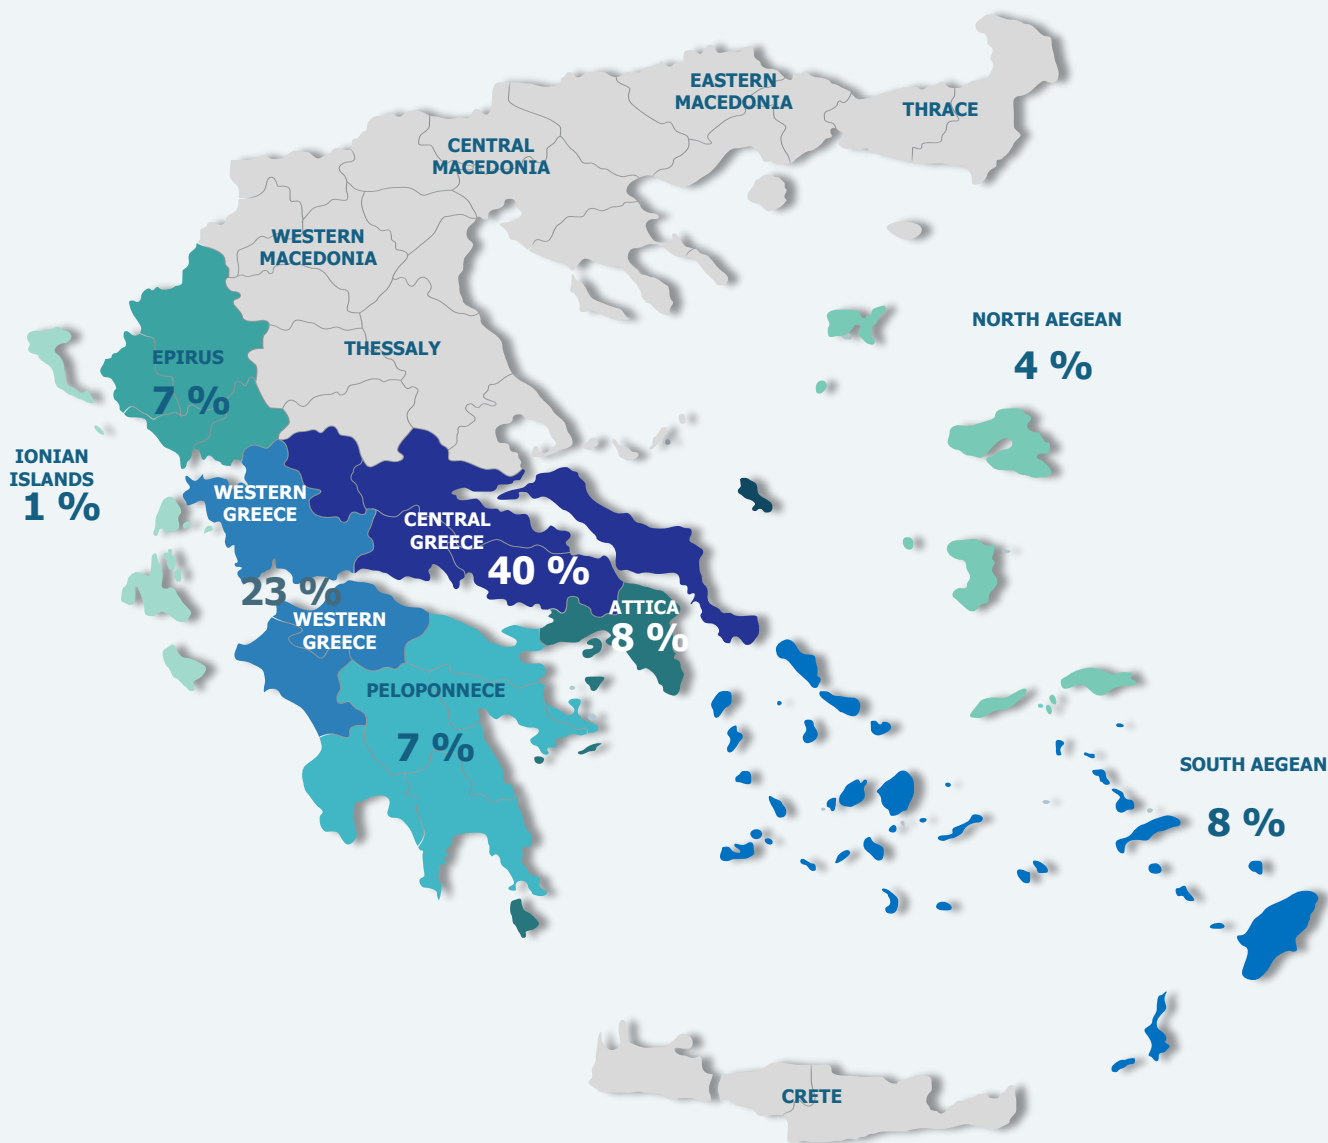 EASTERN
MACEDONIA
THRACE
CENTRAL
MACEDONIA
WESTERN
MACEDONIA
NORTH AEGEAN
4 %
THESSALY
EPIRUS
7 %
IONIAN
ISLANDS
1 %
WESTERN
GREECE
CENTRAL
GREECE
40 %
23 %
WESTERN
GREECE
ATTICA
8 %
PELOPONNECE
7 %
SOUTH AEGEAN
8 %
CRETE